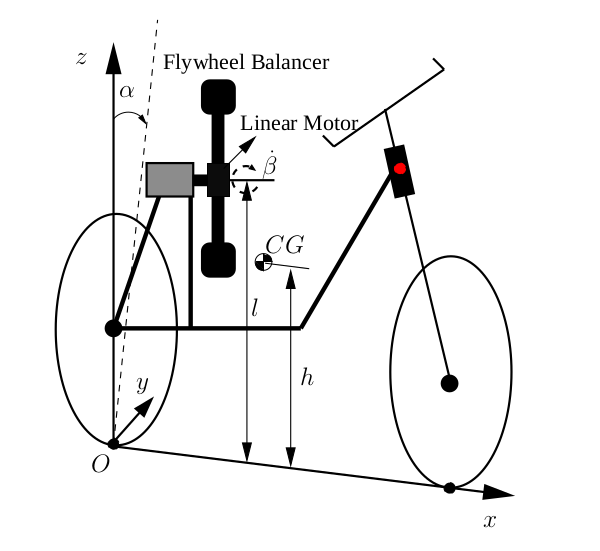 z
Flywheel Balancer
α
Linear Motor
β̇
CG
l
h
y
O
x